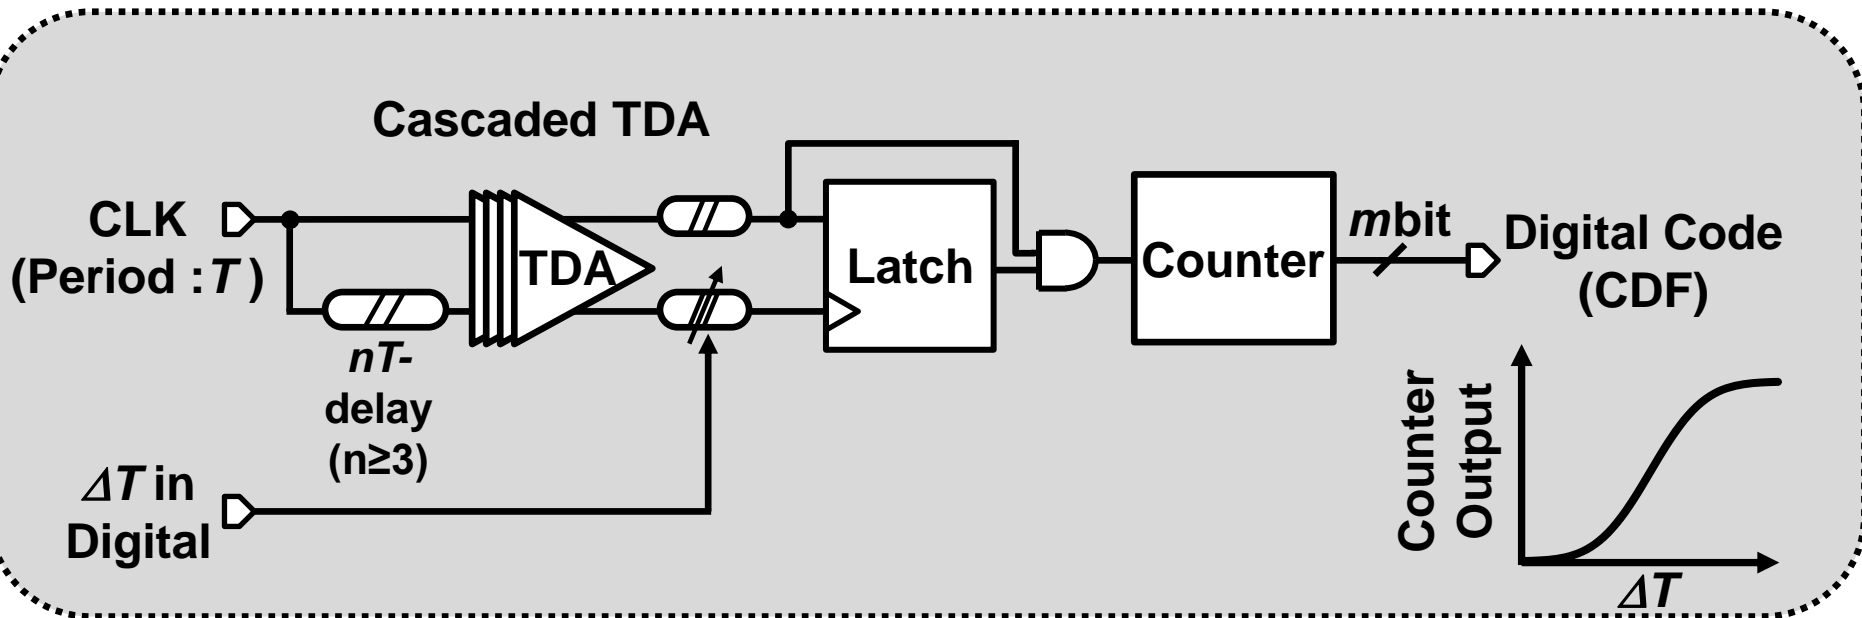 Cascaded TDA
CLK
(Period : T )
TDA
nT-
delay
(n≥3)
ΔT in
Digital
Latch
Counter
mbit
Digital Code
(CDF)
Counter
Output
ΔT